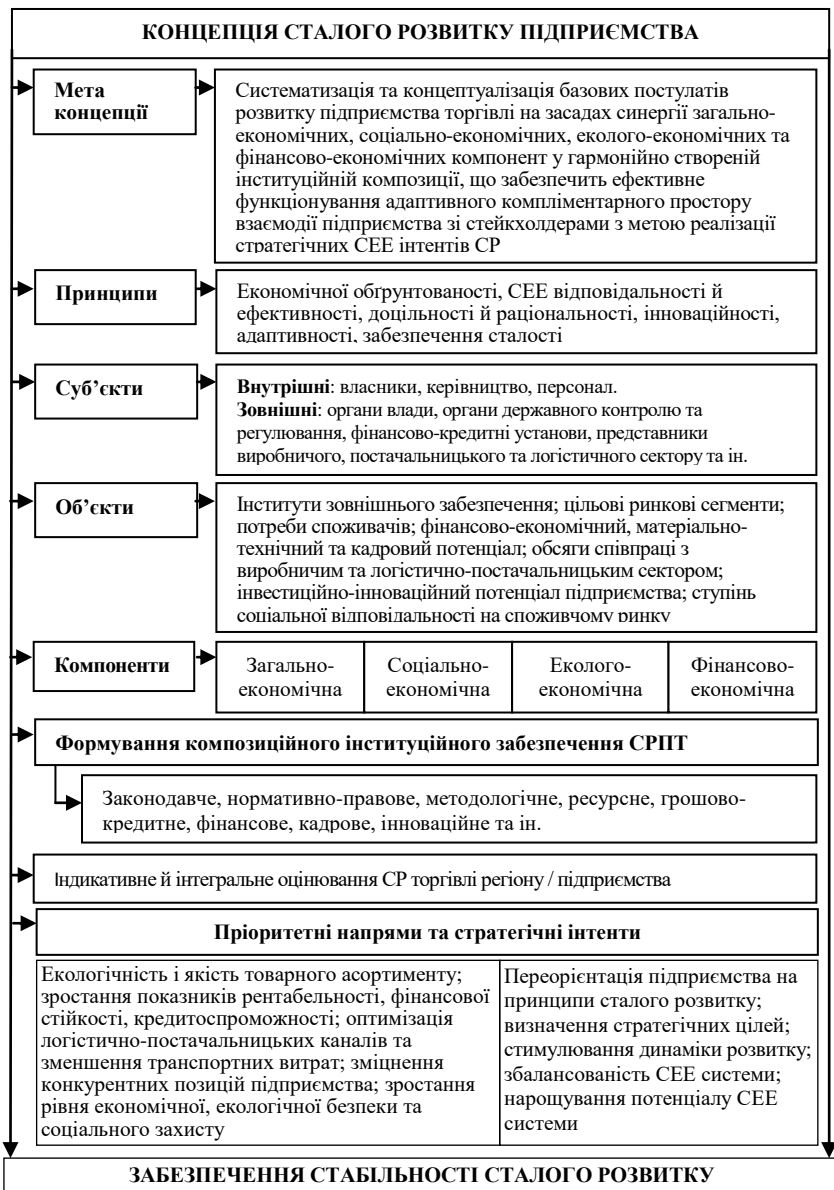 КОНЦЕПЦІЯ СТАЛОГО РОЗВИТКУ ПІДПРИЄМСТВА
Мета
концепції
Систематизація та концептуалізація базових постулатів
розвитку підприємства торгівлі на засадах синергії загально-
економічних, соціально-економічних, еколого-економічних та
фінансово-економічних компонент у гармонійно створеній
інституційній композиції, що забезпечить ефективне
функціонування адаптивного компліментарного простору
взаємодії підприємства зі стейкхолдерами з метою реалізації
стратегічних СЕЕ інтентів СР
Принципи
Економічної обґрунтованості, СЕЕ відповідальності й
ефективності, доцільності й раціональності, інноваційності,
адаптивності, забезпечення сталості
Суб’єкти
Внутрішні: власники, керівництво, персонал.
Зовнішні: органи влади, органи державного контролю та
регулювання, фінансово-кредитні установи, представники
виробничого, постачальницького та логістичного сектору та ін.
Об’єкти
Інститути зовнішнього забезпечення; цільові ринкові сегменти;
потреби споживачів; фінансово-економічний, матеріально-
технічний та кадровий потенціал; обсяги співпраці з
виробничим та логістично-постачальницьким сектором;
інвестиційно-інноваційний потенціал підприємства; ступінь
соціальної відповідальності на споживчому ринку
Компоненти
Загально-
економічна
Соціально-
економічна
Еколого-
економічна
Фінансово-
економічна
Формування композиційного інституційного забезпечення СРПТ
Законодавче, нормативно-правове, методологічне, ресурсне, грошово-
кредитне, фінансове, кадрове, інноваційне та ін.
Індикативне й інтегральне оцінювання СР торгівлі регіону / підприємства
Пріоритетні напрями та стратегічні інтенти
Екологічність і якість товарного асортименту;
зростання показників рентабельності, фінансової
стійкості, кредитоспроможності; оптимізація
логістично-постачальницьких каналів та
зменшення транспортних витрат; зміцнення
конкурентних позицій підприємства; зростання
рівня економічної, екологічної безпеки та
соціального захисту
Переорієнтація підприємства на
принципи сталого розвитку;
визначення стратегічних цілей;
стимулювання динаміки розвитку;
збалансованість СЕЕ системи;
нарощування потенціалу СЕЕ
системи
ЗАБЕЗПЕЧЕННЯ СТАБІЛЬНОСТІ СТАЛОГО РОЗВИТКУ